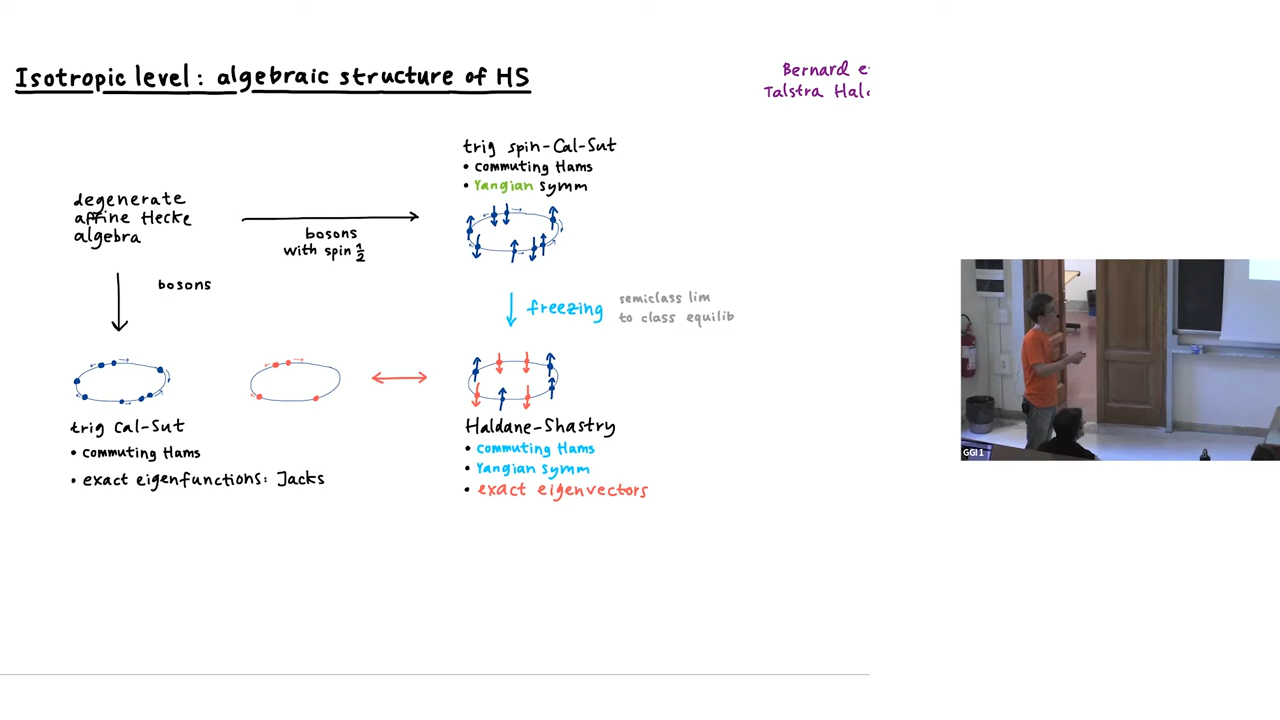 Isotropic level: algebraic structure of HS
Bernard e
Talstra Hal
trig spin-Cal-Sut
• commuting Hams
• Yangian symm
degenerate
affine Hecke
algebra
bosons
with spin 1/2
bosons
freezing
semiclass lim
to class equilib
trig Cal-Sut
• commuting Hams
• exact eigenfunctions: Jacks
Haldane-Shastry
• commuting Hams
• Yangian symm
• exact eigenvectors
GGI 1